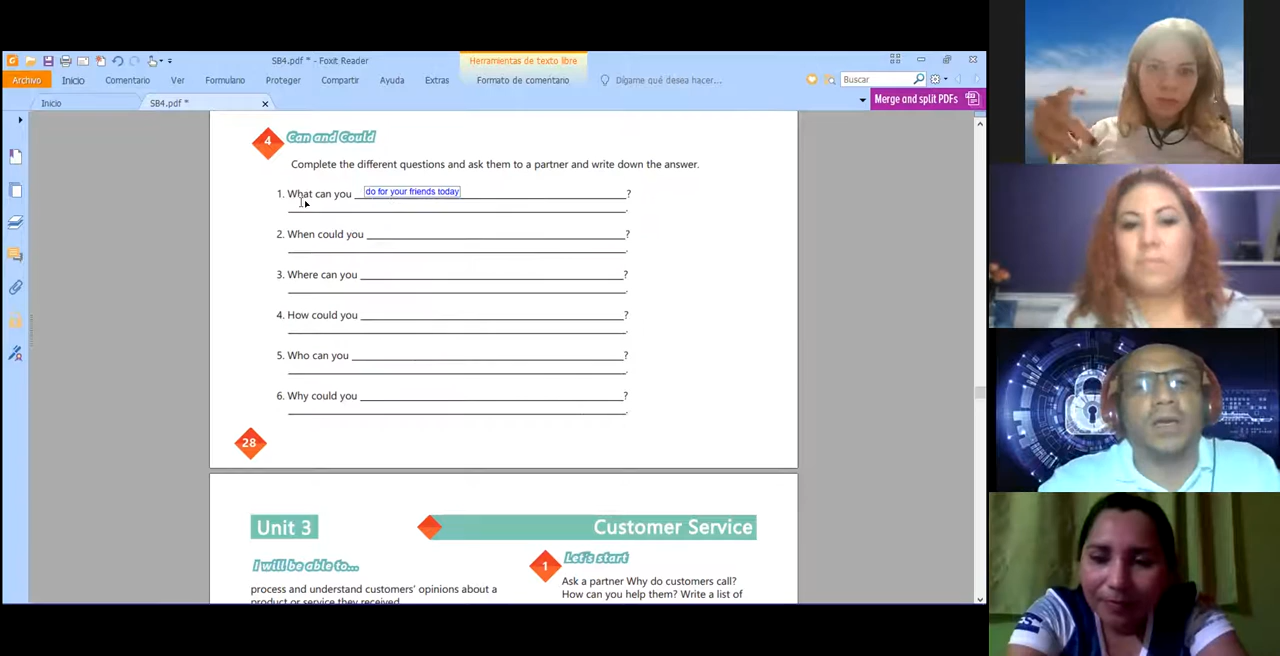 SB4.pdf * - Foxit Reader
Herramientas de texto libre
Archivo
Inicio
Comentario
Ver
Formulario
Proteger
Compartir
Ayuda
Extras
Formato de comentario
Dígame qué desea hacer...
Buscar
Inicio
SB4.pdf *
Merge and split PDFs
4
Can and Could
Complete the different questions and ask them to a partner and write down the answer.
1. What can you do for your friends today ?
2. When could you ?
3. Where can you ?
4. How could you ?
5. Who can you ?
6. Why could you ?
28
Unit 3
Customer Service
I will be able to...
process and understand customers' opinions about a
product or service they received
1
Let's start
Ask a partner Why do customers call?
How can you help them? Write a list of